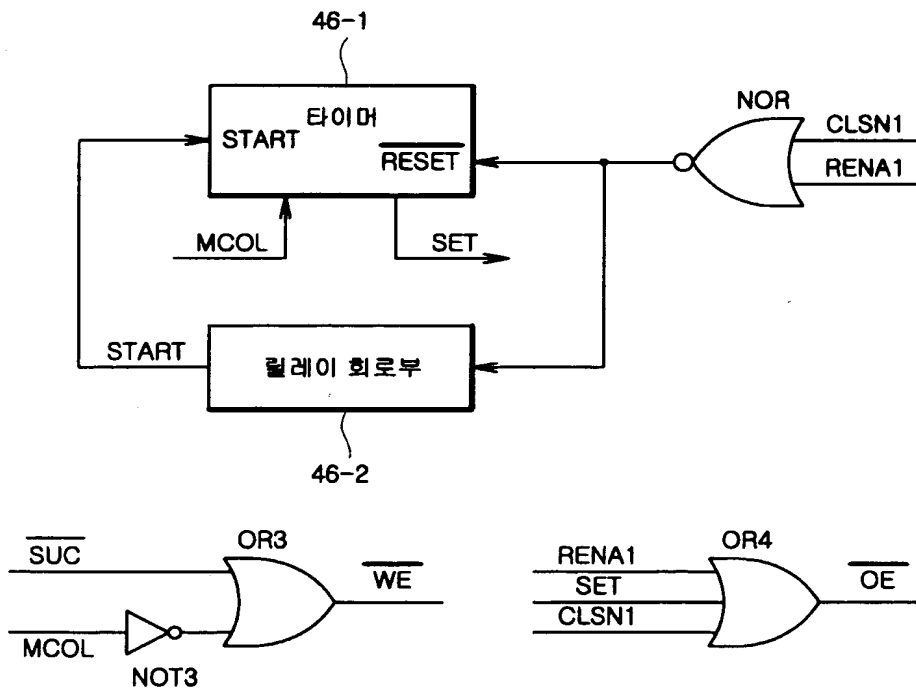 46-1
타이머
START
RESET
MCOL
SET
NOR
CLSN1
RENA1
START
릴레이 회로부
46-2
SUC
MCOL
NOT3
OR3
WE
RENA1
SET
CLSN1
OR4
OE